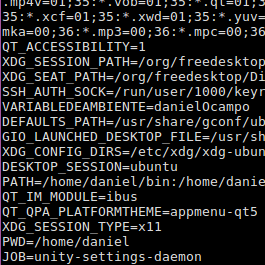 .mp4v=01;35:*.vob=01;35:*.qt=01;3
35:*.xcf=01;35:*.xwd=01;35:*.yuv=
mka=00;36:*.mp3=00;36:*.mpc=00;36
QT_ACCESSIBILITY=1
XDG_SESSION_PATH=/org/freedesktop
XDG_SEAT_PATH=/org/freedesktop/Di
SSH_AUTH_SOCK=/run/user/1000/keyr
VARIABLEDEAMBIENTE=danielOcampo
DEFAULTS_PATH=/usr/share/gconf/ub
GIO_LAUNCHED_DESKTOP_FILE=/usr/sh
XDG_CONFIG_DIRS=/etc/xdg/xdg-ubun
DESKTOP_SESSION=ubuntu
PATH=/home/daniel/bin:/home/danie
QT_IM_MODULE=ibus
QT_QPA_PLATFORMTHEME=appmenu-qt5
XDG_SESSION_TYPE=x11
PWD=/home/daniel
JOB=unity-settings-daemon